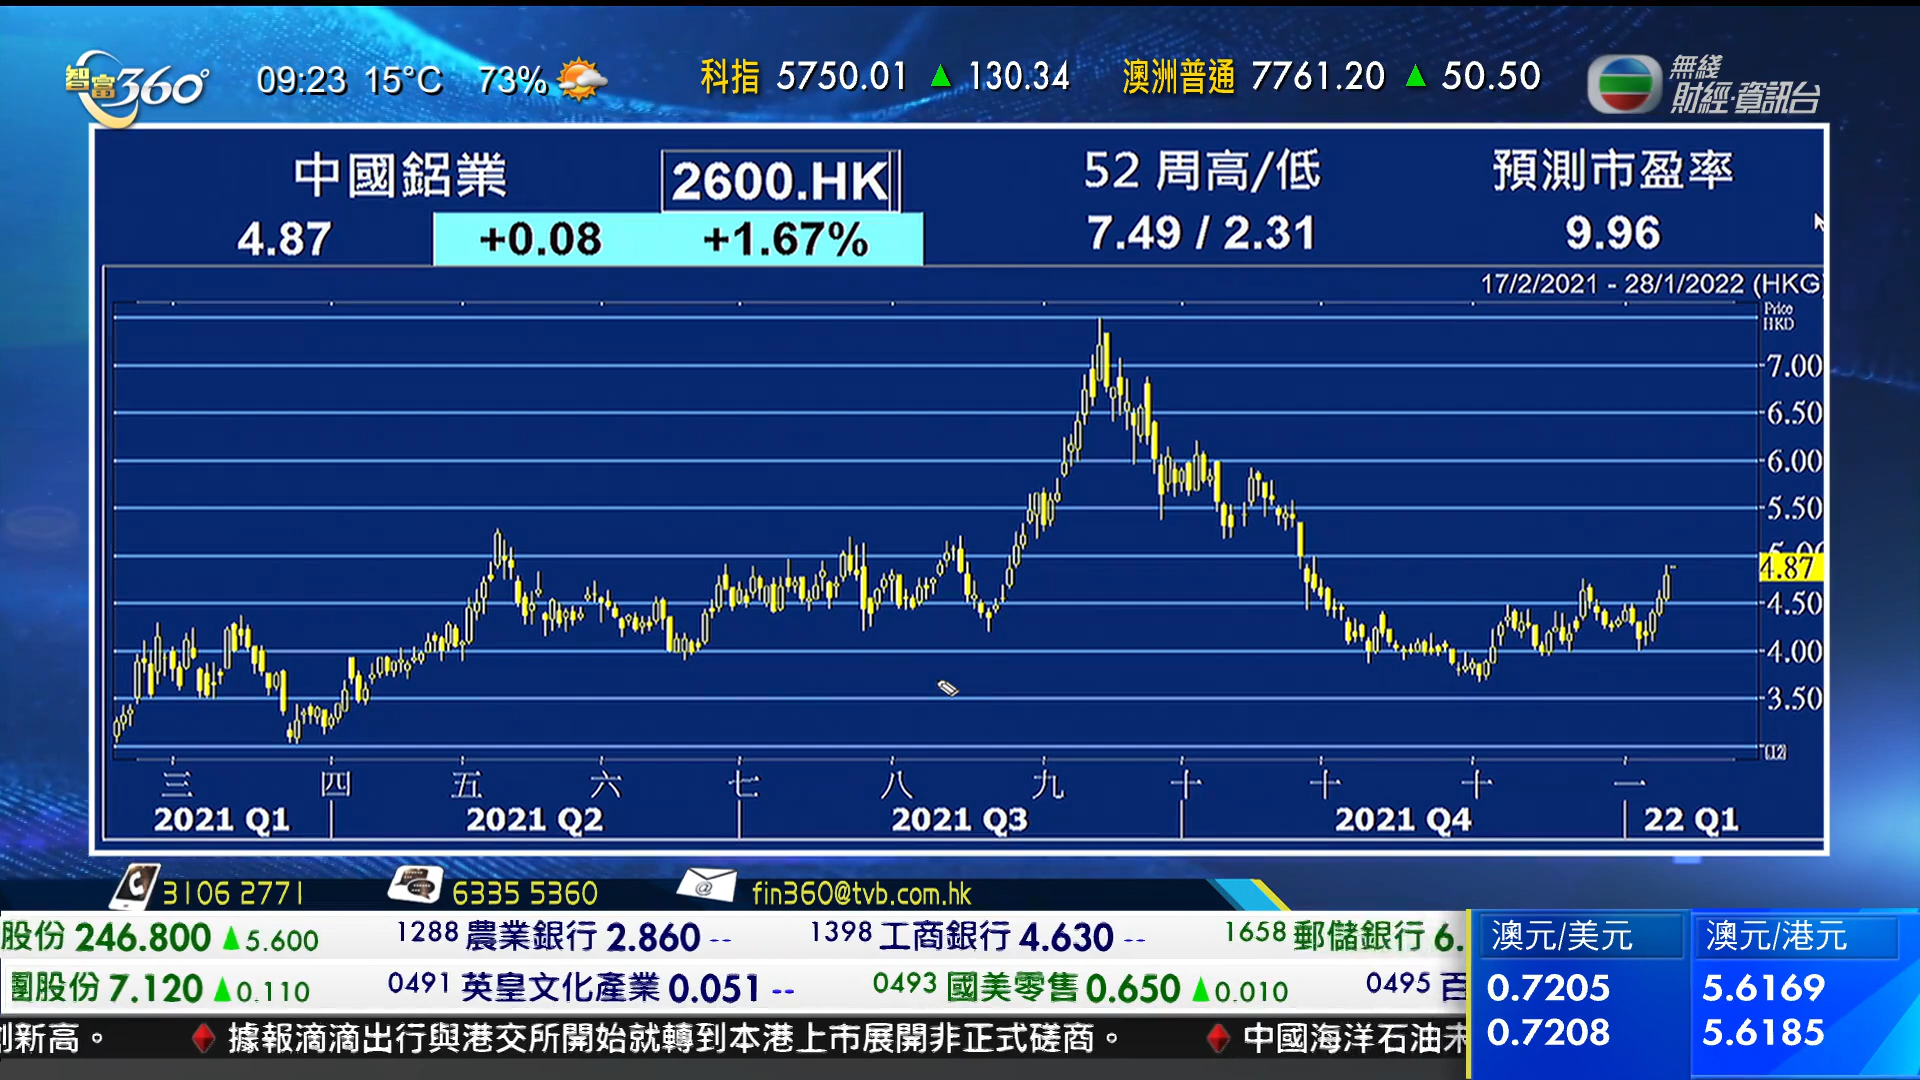 智富360°
09:23 15°C 73%
科指 5750.01 ▲ 130.34 澳洲普通 7761.20 ▲ 50.50
無綫
財經·資訊台
中國鋁業 2600.HK 52 周高/低 預測市盈率
4.87 +0.08 +1.67% 7.49 / 2.31 9.96
17/2/2021 - 28/1/2022 (HKG)
Price
HKD
7.00
6.50
6.00
5.50
5.00
4.87
4.50
4.00
3.50
三 四 五 六 七 八 九 十 十 十 一
2021 Q1 2021 Q2 2021 Q3 2021 Q4 22 Q1
3106 2771 6335 5360 fin360@tvb.com.hk
股份 246.800 ▲5.600 1288 農業銀行 2.860 -- 1398 工商銀行 4.630 -- 1658 郵儲銀行 6.
團股份 7.120 ▲0.110 0491 英皇文化產業 0.051 -- 0493 國美零售 0.650 ▲0.010 0495 百
創新高。 據報滴滴出行與港交所開始就轉到本港上市展開非正式磋商。 中國海洋石油未
澳元/美元 澳元/港元
0.7205 5.6169
0.7208 5.6185